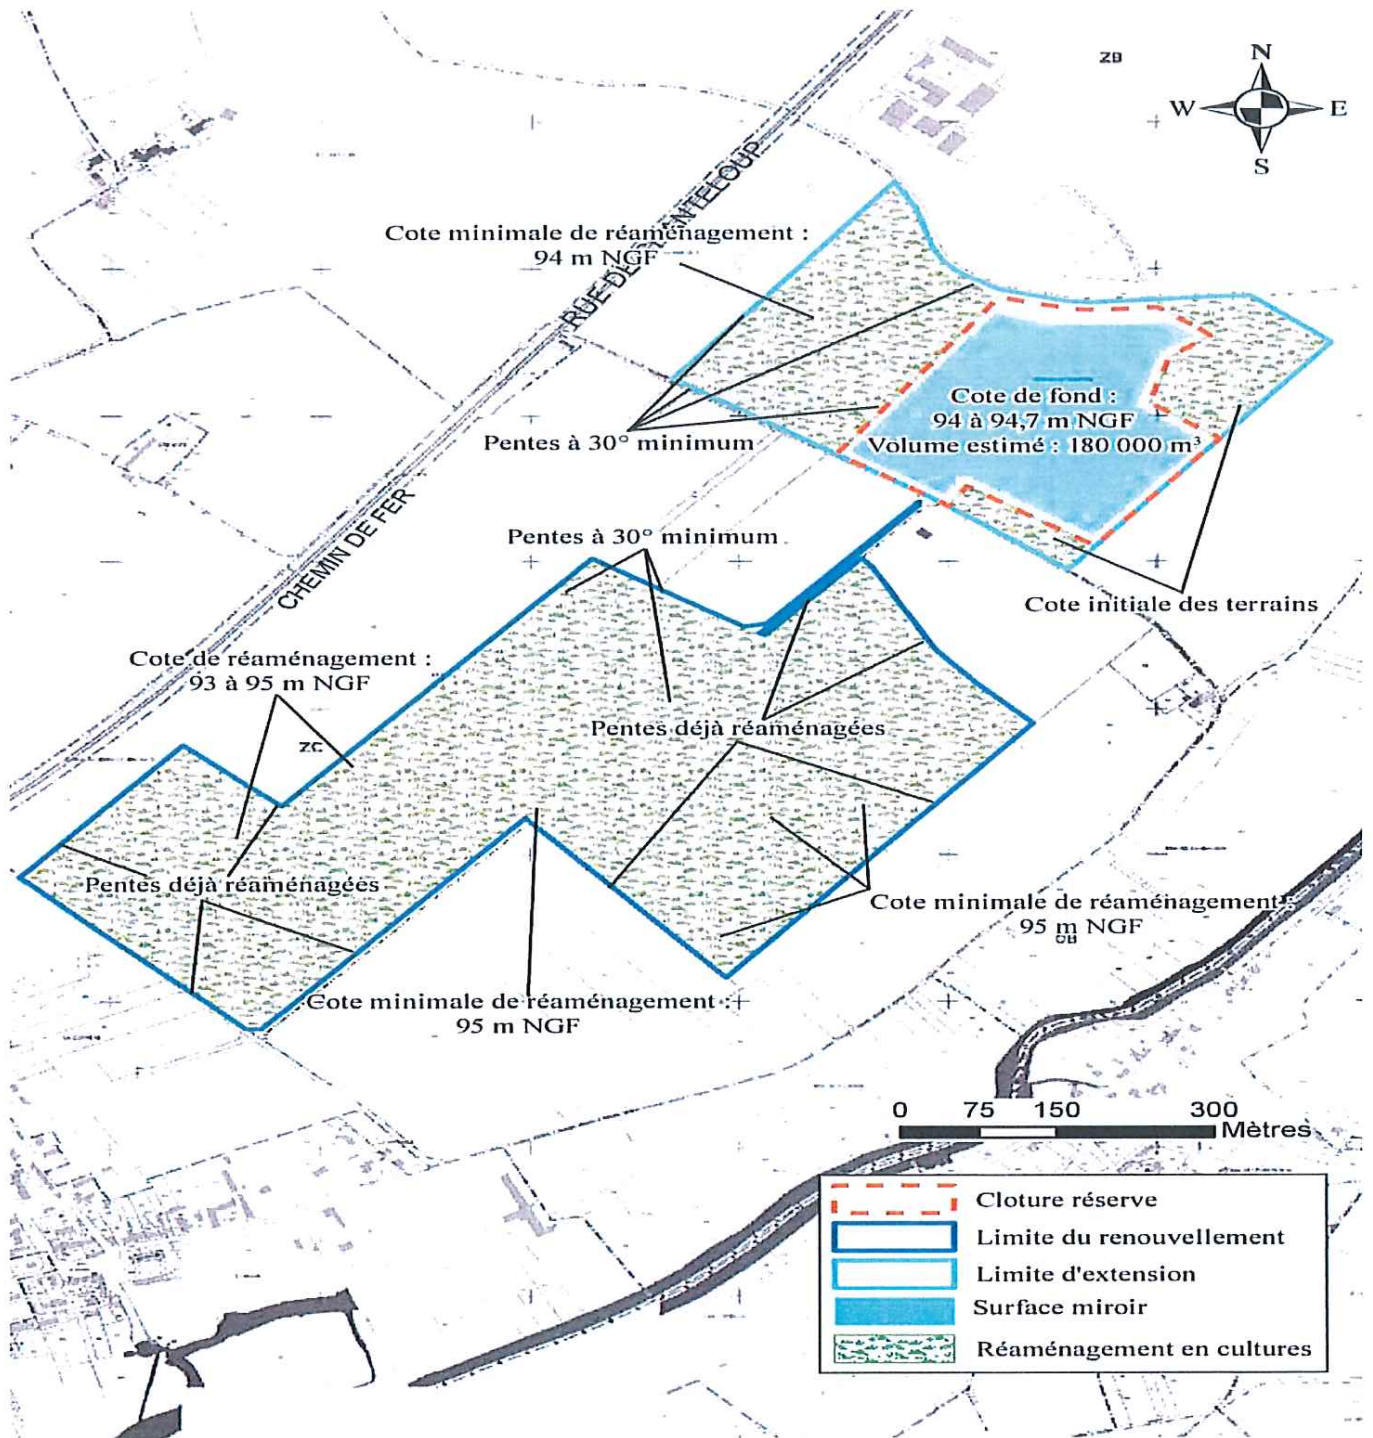 ZB
N
W E
S
RUE DE
NTELOUP
Cote minimale de réaménagement :
94 m NGF
Cote de fond :
94 à 94,7 m NGF
Volume estimé : 180 000 m³
Pentes à 30° minimum
CHEMIN DE FER
Pentes à 30° minimum
Cote initiale des terrains
Cote de réaménagement :
93 à 95 m NGF
ZC
Pentes déjà réaménagées
Pentes déjà réaménagées
Cote minimale de réaménagement :
95 m NGF
Cote minimale de réaménagement :
95 m NGF
0 75 150 300
Mètres
Cloture réserve
Limite du renouvellement
Limite d'extension
Surface miroir
Réaménagement en cultures